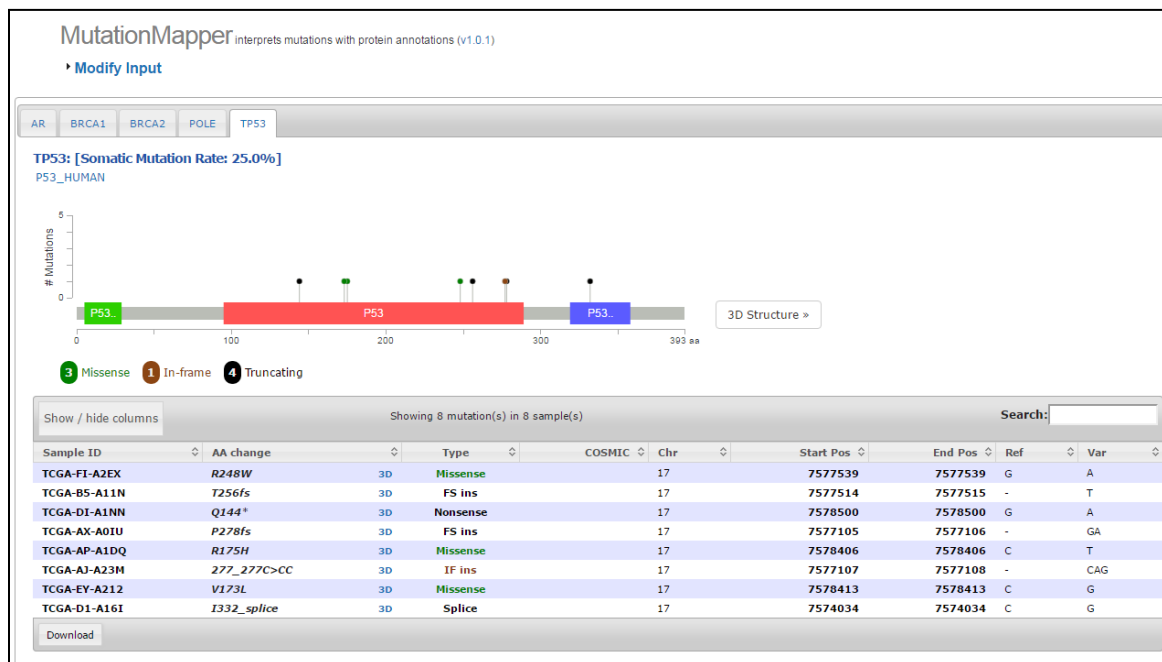 MutationMapper interprets mutations with protein annotations (v1.0.1)
Modify Input
AR BRCA1 BRCA2 POLE TP53
TP53: [Somatic Mutation Rate: 25.0%]
P53_HUMAN
# Mutations
5
0
P53.. P53 P53..
3D Structure »
0 100 200 300 393 aa
3 Missense 1 In-frame 4 Truncating
Show / hide columns Showing 8 mutation(s) in 8 sample(s) Search:
Sample ID AA change Type COSMIC Chr Start Pos End Pos Ref Var
TCGA-FI-A2EX R248W 3D Missense 17 7577539 7577539 G A
TCGA-B5-A11N T256fs 3D FS ins 17 7577514 7577515 - T
TCGA-DI-A1NN Q144* 3D Nonsense 17 7578500 7578500 G A
TCGA-AX-A0IU P278fs 3D FS ins 17 7577105 7577106 - GA
TCGA-AP-A1DQ R175H 3D Missense 17 7578406 7578406 C T
TCGA-AJ-A23M 277_277C>CC 3D IF ins 17 7577107 7577108 - CAG
TCGA-EY-A212 V173L 3D Missense 17 7578413 7578413 C G
TCGA-D1-A16I I332_splice 3D Splice 17 7574034 7574034 C G
Download